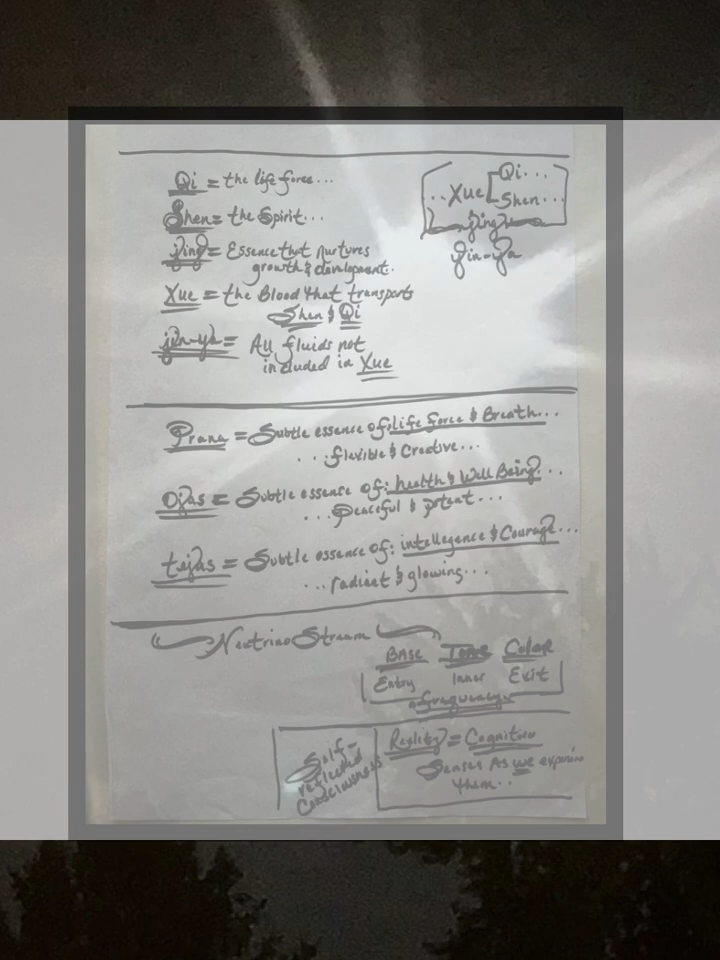 Qi = the life force...
Shen = the Spirit...
Jing = Essence that nurtures
growth & development.
Xue = the Blood that transports
Shen & Qi
jin-ya = All fluids not
included in Xue
...Xue Qi...
Shen...
jing
jin-ya
Prana = Subtle essence of: life force & Breath...
...flexible & Creative...
Ojas = Subtle essence of: health & Well Being...
...Peaceful & potent...
tejas = Subtle essence of: intellegence & Courage...
...radiant & glowing...
Neutrino Stream
BASE TONE Color
Entry Inner Exit
frequency
Self-
reflected
Consciousness
Reality = Cognitive
Senses As we
them..